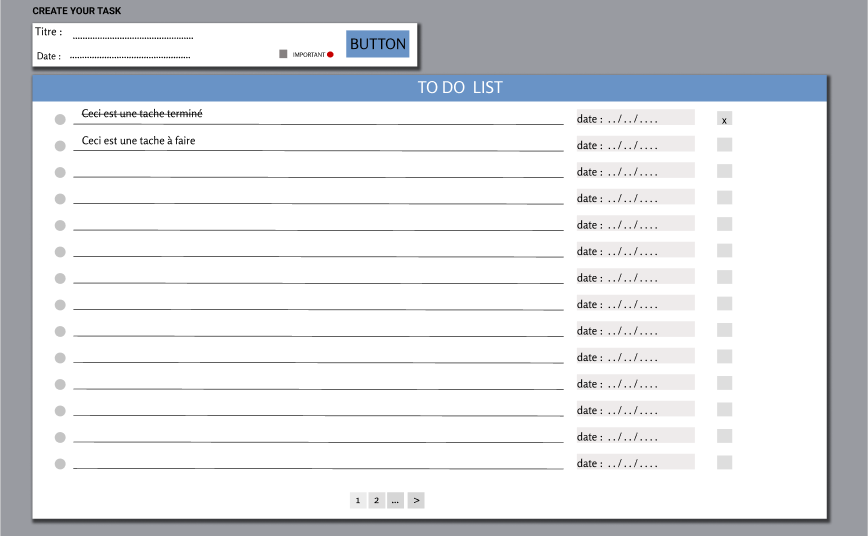 CREATE YOUR TASK
Titre : ........................................
Date : ........................................
IMPORTANT
BUTTON
TO DO LIST
Ceci est une tache terminé date : . . / . . / . . . . x
Ceci est une tache à faire date : . . / . . / . . . .
date : . . / . . / . . . .
date : . . / . . / . . . .
date : . . / . . / . . . .
date : . . / . . / . . . .
date : . . / . . / . . . .
date : . . / . . / . . . .
date : . . / . . / . . . .
date : . . / . . / . . . .
date : . . / . . / . . . .
date : . . / . . / . . . .
date : . . / . . / . . . .
date : . . / . . / . . . .
1 2 ... >